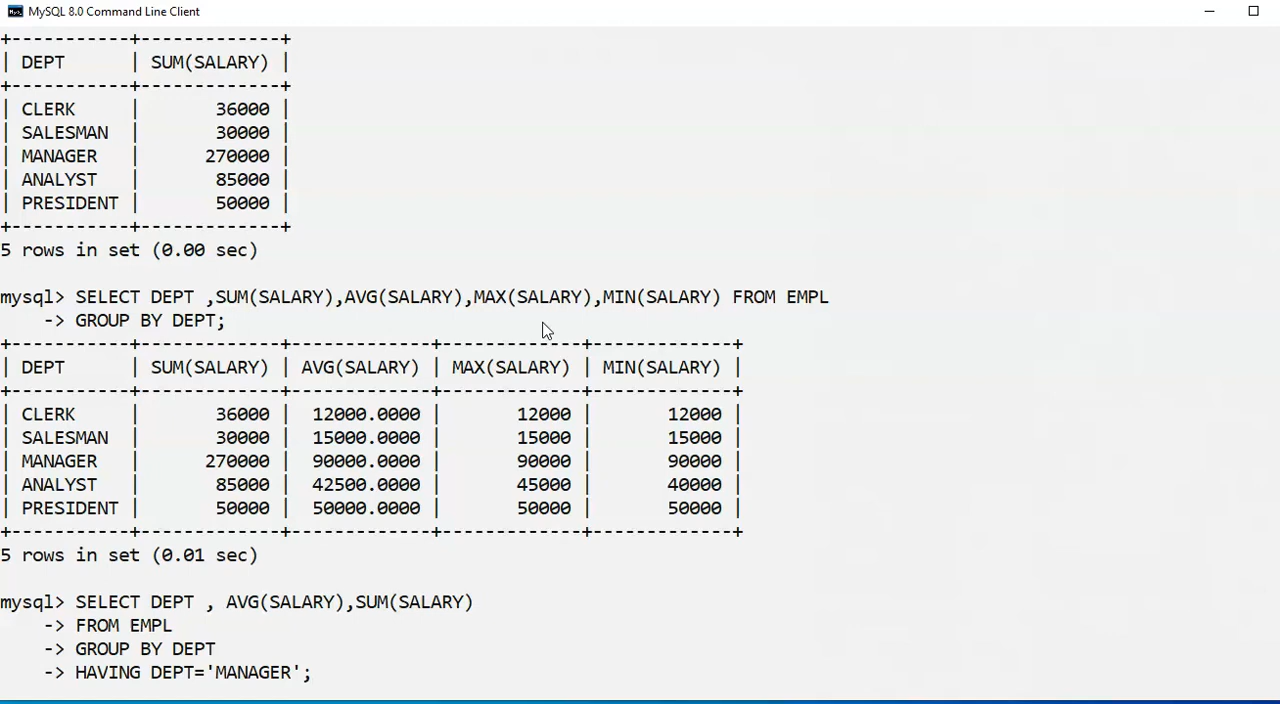 MySQL 8.0 Command Line Client
+-----------+-------------+
| DEPT      | SUM(SALARY) |
+-----------+-------------+
| CLERK     |       36000 |
| SALESMAN  |       30000 |
| MANAGER   |      270000 |
| ANALYST   |       85000 |
| PRESIDENT |       50000 |
+-----------+-------------+
5 rows in set (0.00 sec)
mysql> SELECT DEPT ,SUM(SALARY),AVG(SALARY),MAX(SALARY),MIN(SALARY) FROM EMPL
    -> GROUP BY DEPT;
+-----------+-------------+-------------+-------------+-------------+
| DEPT      | SUM(SALARY) | AVG(SALARY) | MAX(SALARY) | MIN(SALARY) |
+-----------+-------------+-------------+-------------+-------------+
| CLERK     |       36000 |  12000.0000 |       12000 |       12000 |
| SALESMAN  |       30000 |  15000.0000 |       15000 |       15000 |
| MANAGER   |      270000 |  90000.0000 |       90000 |       90000 |
| ANALYST   |       85000 |  42500.0000 |       45000 |       40000 |
| PRESIDENT |       50000 |  50000.0000 |       50000 |       50000 |
+-----------+-------------+-------------+-------------+-------------+
5 rows in set (0.01 sec)
mysql> SELECT DEPT , AVG(SALARY),SUM(SALARY)
    -> FROM EMPL
    -> GROUP BY DEPT
    -> HAVING DEPT='MANAGER';